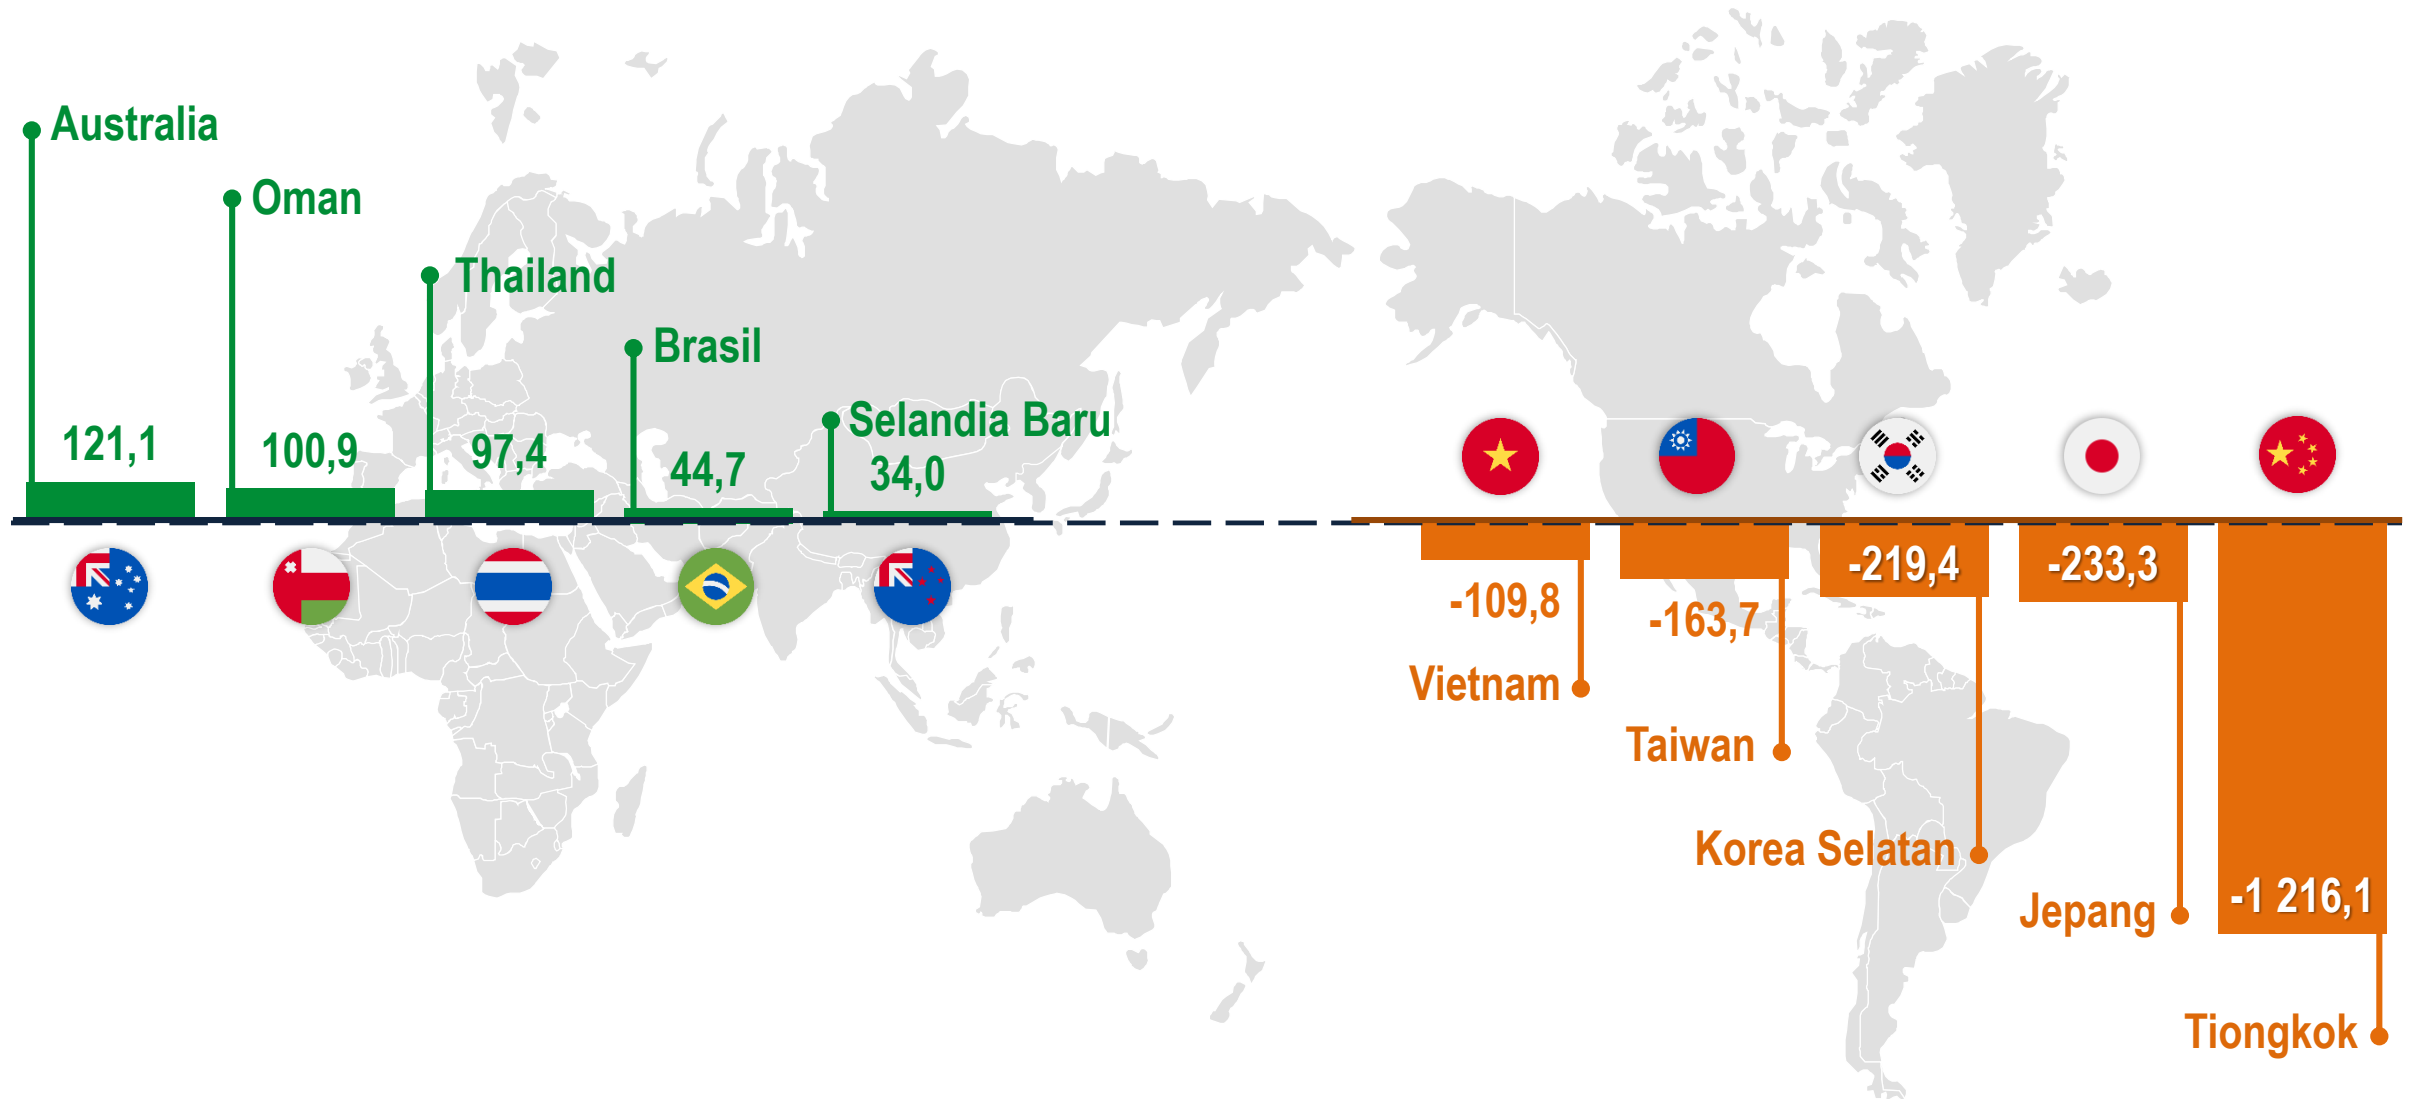 Australia
121,1
Oman
100,9
Thailand
97,4
Brasil
44,7
Selandia Baru
34,0
-109,8
Vietnam
-163,7
Taiwan
-219,4
Korea Selatan
-233,3
Jepang
-1 216,1
Tiongkok